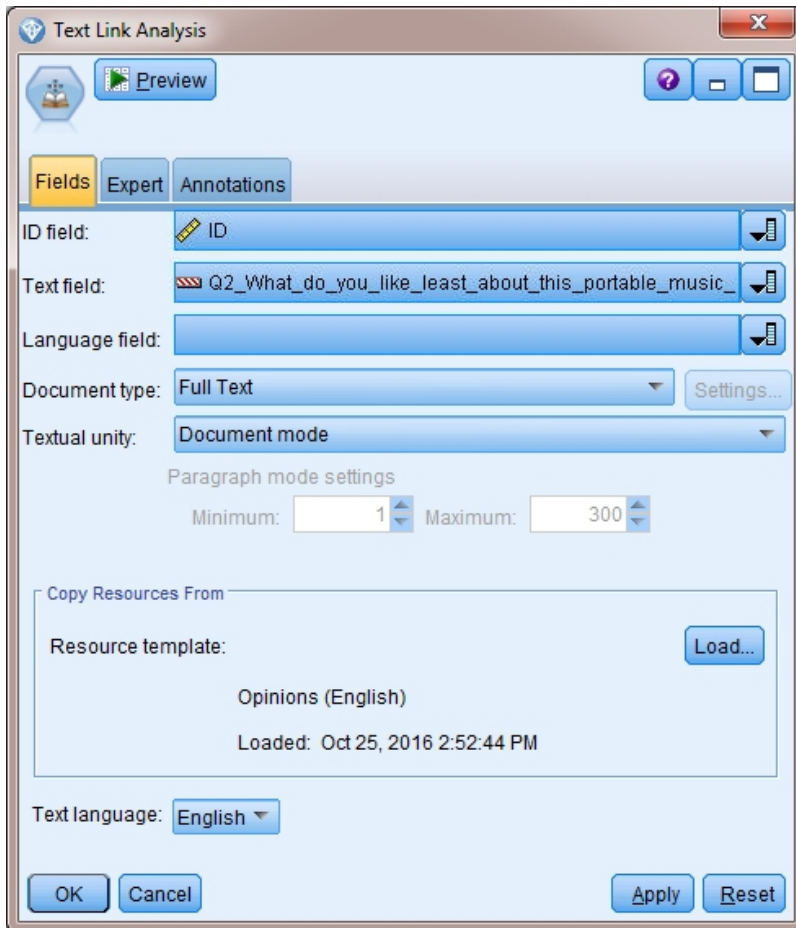 Text Link Analysis
Preview
Fields Expert Annotations
ID field: ID
Text field: Q2_What_do_you_like_least_about_this_portable_music_
Language field:
Document type: Full Text Settings...
Textual unity: Document mode
Paragraph mode settings
Minimum: 1 Maximum: 300
Copy Resources From
Resource template: Load...
Opinions (English)
Loaded: Oct 25, 2016 2:52:44 PM
Text language: English
OK Cancel Apply Reset